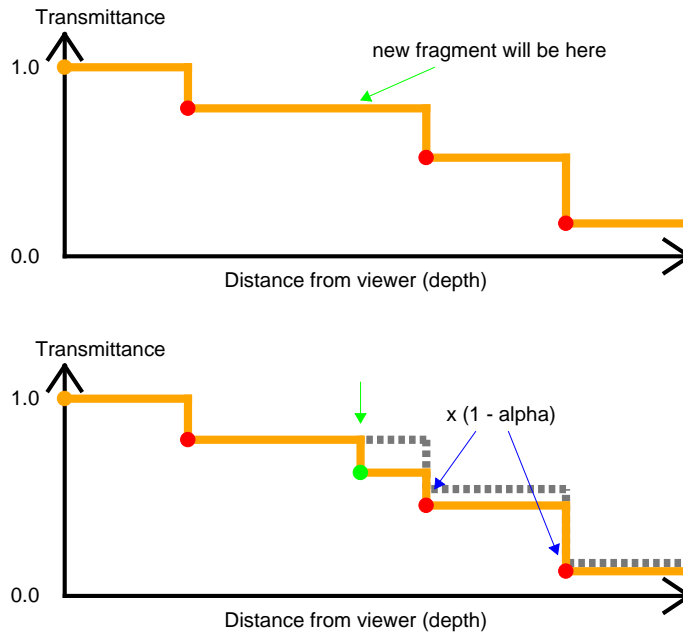 Transmittance
new fragment will be here
1.0
0.0
Distance from viewer (depth)
Transmittance
1.0
x (1 - alpha)
0.0
Distance from viewer (depth)